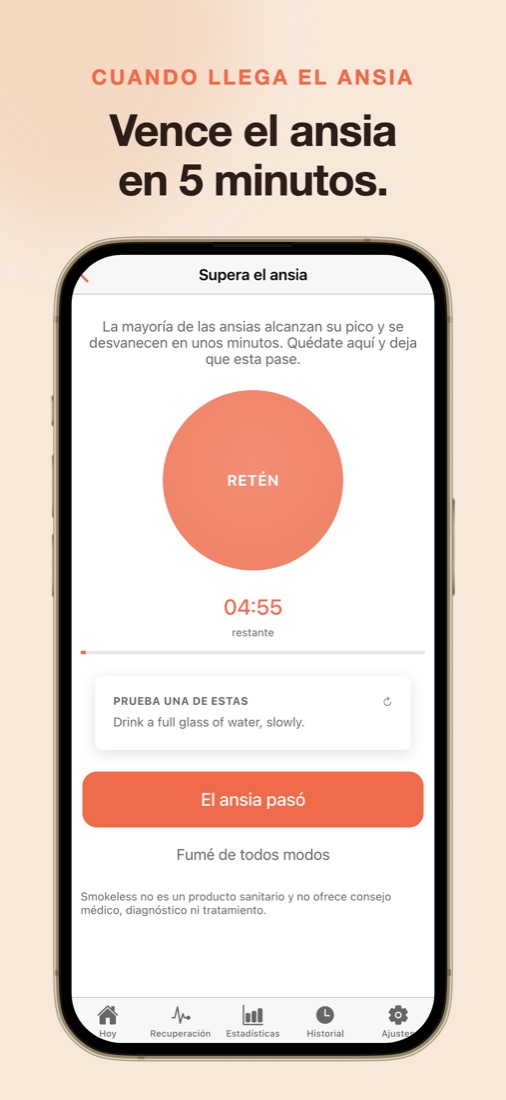 CUANDO LLEGA EL ANSIA
Vence el ansia
en 5 minutos.
Supera el ansia
La mayoría de las ansias alcanzan su pico y se
desvanecen en unos minutos. Quédate aquí y deja
que esta pase.
RETÉN
04:55
restante
PRUEBA UNA DE ESTAS
Drink a full glass of water, slowly.
El ansia pasó
Fumé de todos modos
Smokeless no es un producto sanitario y no ofrece consejo
médico, diagnóstico ni tratamiento.
Hoy Recuperación Estadísticas Historial Ajustes